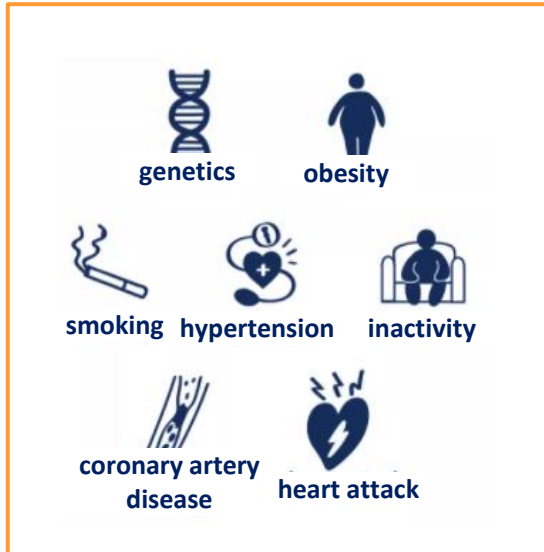 genetics
obesity
smoking
hypertension
inactivity
coronary artery
disease
heart attack